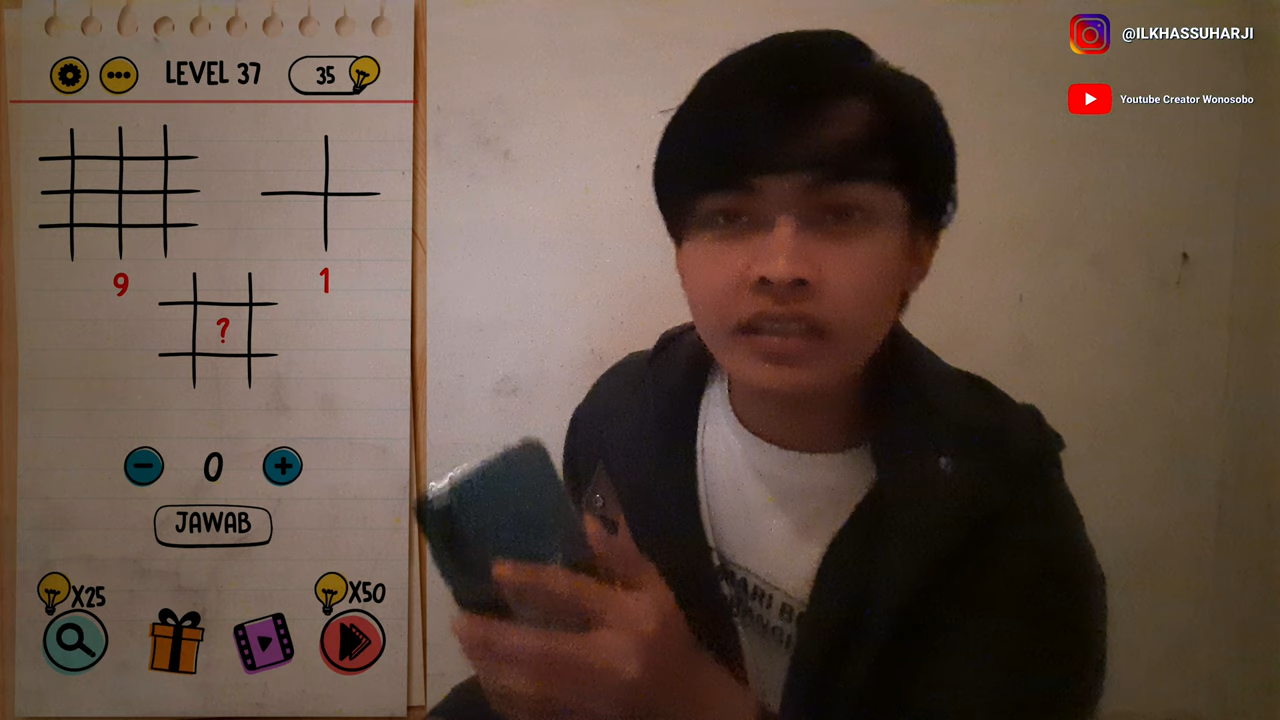 LEVEL 37
35
9
1
?
0
JAWAB
X25
X50
@ILKHASSUHARJI
Youtube Creator Wonosobo